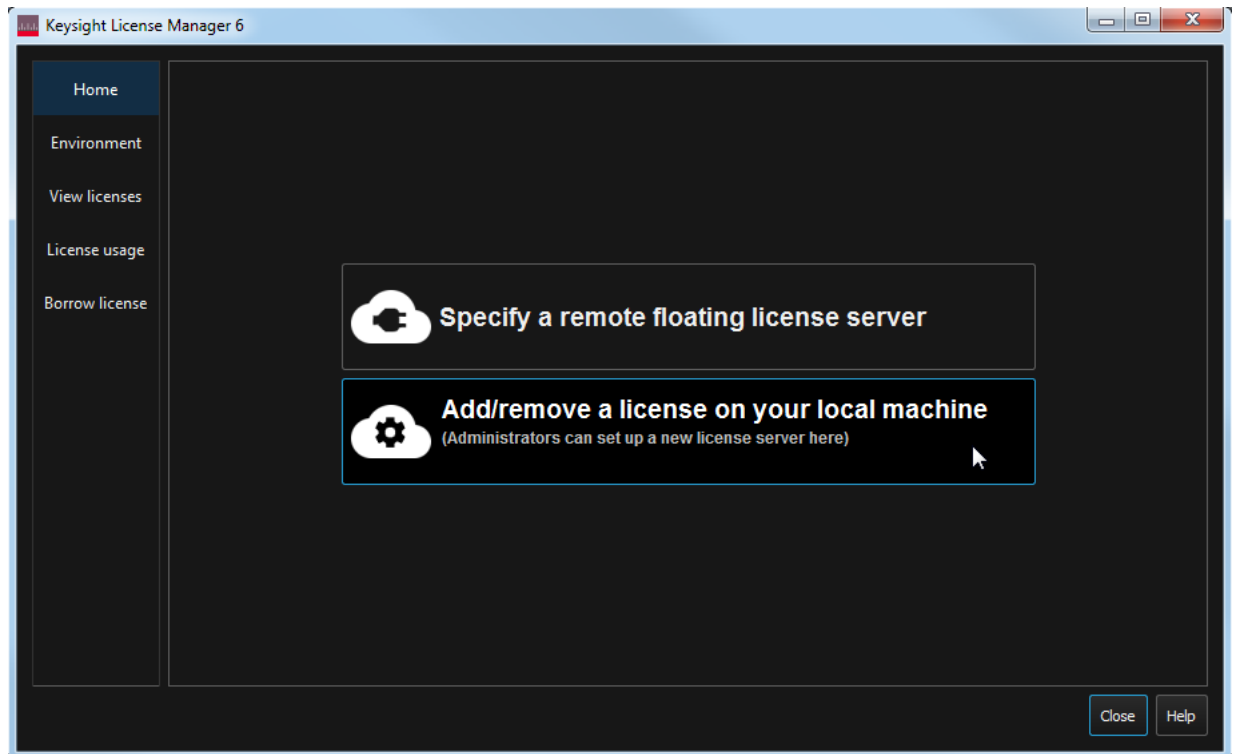 Keysight License Manager 6
Home
Environment
View licenses
License usage
Borrow license
Specify a remote floating license server
Add/remove a license on your local machine
(Administrators can set up a new license server here)
Close
Help